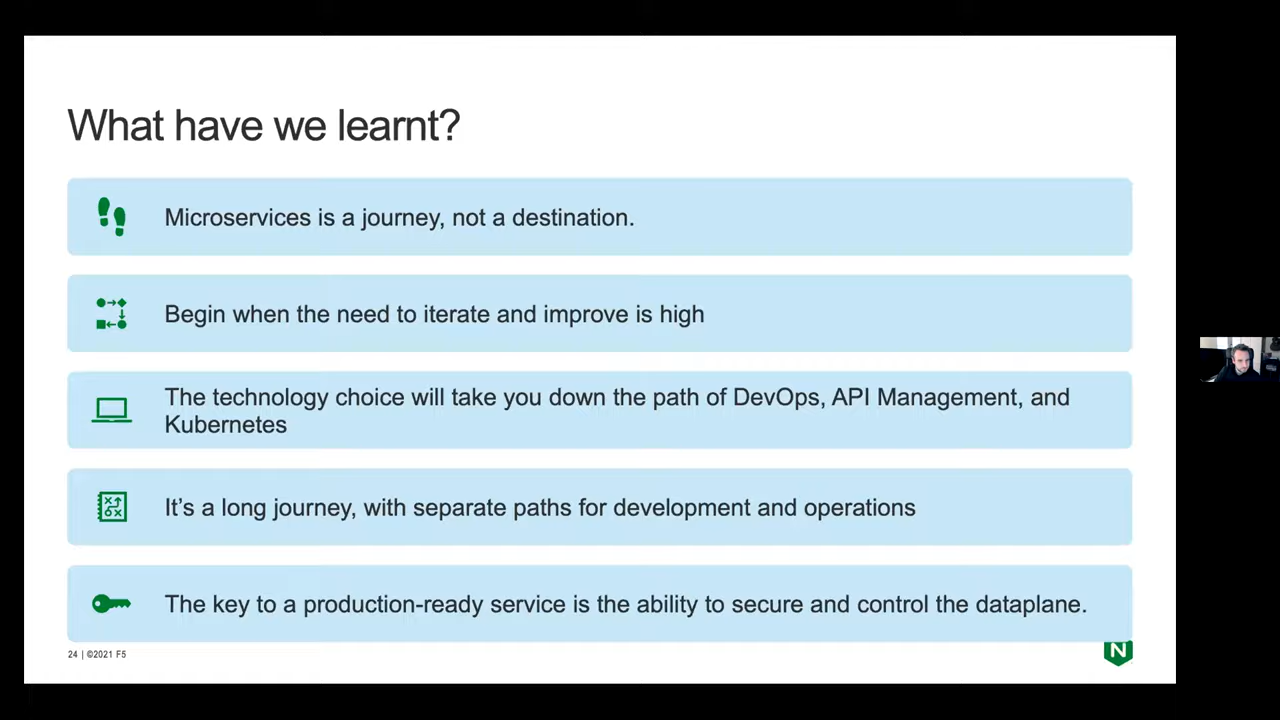 What have we learnt?
Microservices is a journey, not a destination.
Begin when the need to iterate and improve is high
The technology choice will take you down the path of DevOps, API Management, and
Kubernetes
It’s a long journey, with separate paths for development and operations
The key to a production-ready service is the ability to secure and control the dataplane.
24 | ©2021 F5
N